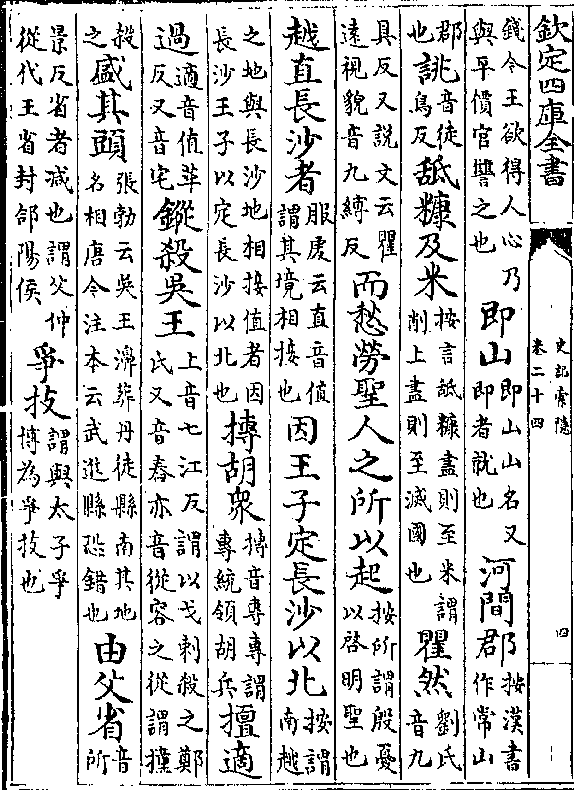 欽定四庫全書
史記索隱
卷二十四
四
錢令王欲得人心乃與平價官讐之也即山即山山名又即者就也河間郡按漢書作常山
郡也誂音徒鳥反舐糠及米按言舐糠盡則至米謂削土盡則至滅國也瞿然劉氏音九
具反又說文云瞿遠視貌音九縛反而愁勞聖人之所以起按所謂殷憂以啓明聖也
越直長沙者服虔云直音值謂其境相接也因王子定長沙以北按謂南越
之地與長沙地相接值者因長沙王子以定長沙以北也摶胡衆摶音專專謂專統領胡兵擅適
過適音值革反又音宅鏦殺吳王上音七江反謂以戈刺殺之鄭氏又音舂亦音從容之從謂撞
殺之盛其頭張勃云吳王濞葬丹徒縣南其地名相唐今注本云武進縣恐錯也由父省音所
景反省者減也謂父仲從代王省封郃陽侯爭技謂與太子爭博為爭技也